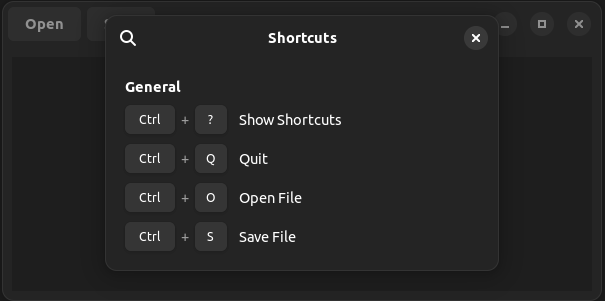 Open
Shortcuts
General
Ctrl + ? Show Shortcuts
Ctrl + Q Quit
Ctrl + O Open File
Ctrl + S Save File